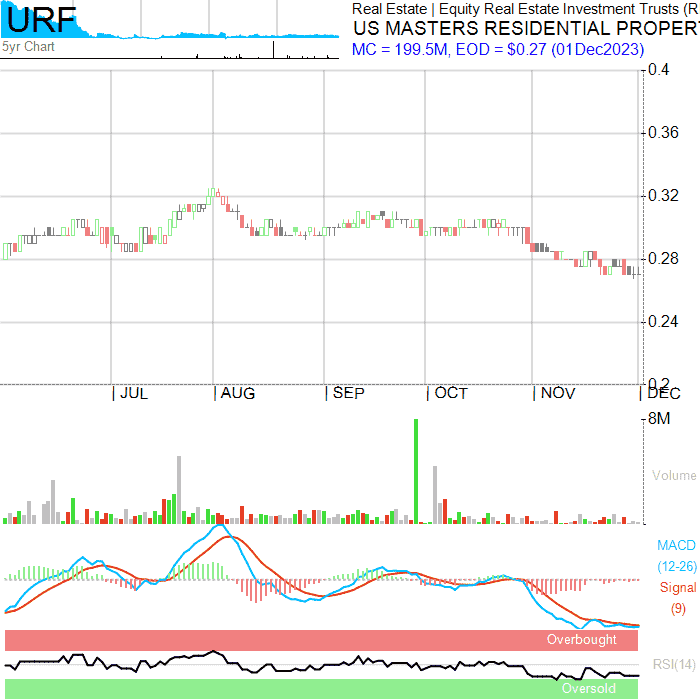 URF
5yr Chart
Real Estate | Equity Real Estate Investment Trusts (R
US MASTERS RESIDENTIAL PROPER
MC = 199.5M, EOD = $0.27 (01Dec2023)
0.4
0.36
0.32
0.28
0.24
0.2
| JUL | AUG | SEP | OCT | NOV | DEC
8M
Volume
MACD
(12-26)
Signal
(9)
Overbought
RSI(14)
Oversold